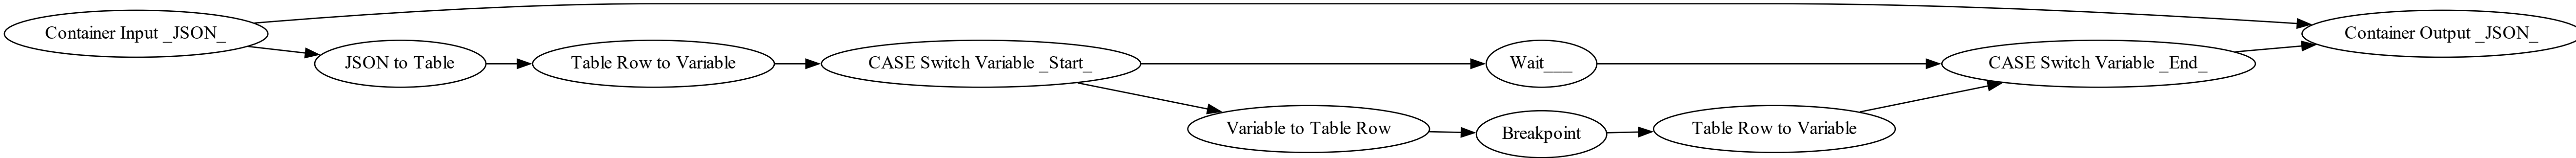 Container Input _JSON_
Container Output _JSON_
JSON to Table
Table Row to Variable
CASE Switch Variable _Start_
Wait___
CASE Switch Variable _End_
Variable to Table Row
Breakpoint
Table Row to Variable